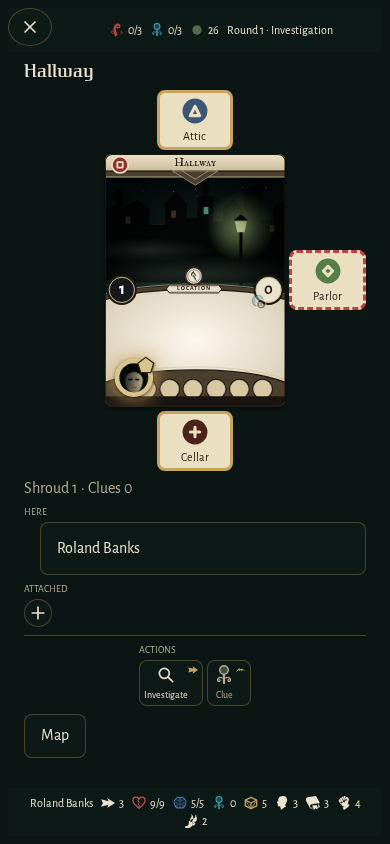 0/3 0/3 26 Round 1 · Investigation
Hallway
Attic
HALLWAY
1 LOCATION 0
Parlor
Cellar
Shroud 1 · Clues 0
HERE
Roland Banks
ATTACHED
ACTIONS
Investigate Clue
Map
Roland Banks 3 9/9 5/5 0 5 3 3 4
2